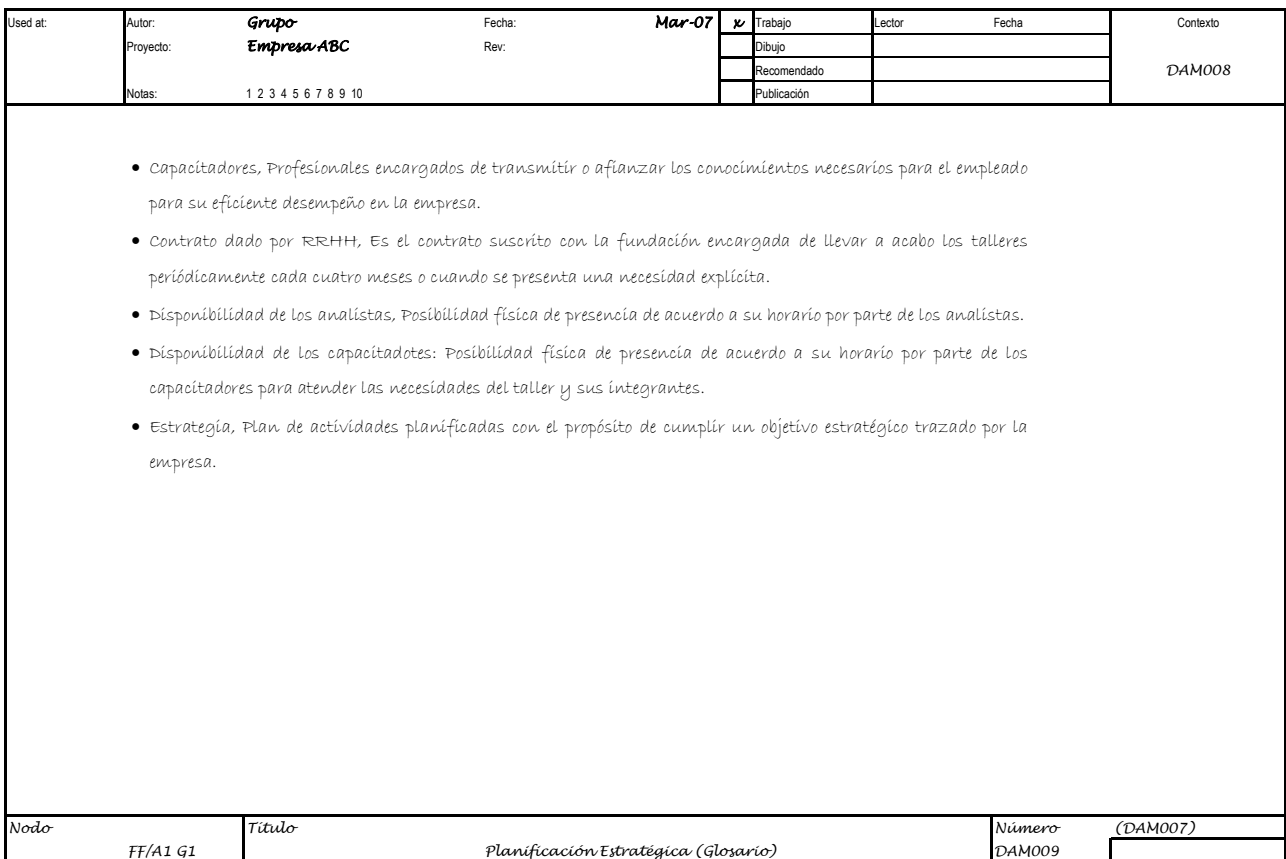 Used at: Autor: Grupo Fecha: Mar-07 x Trabajo Lector Fecha Contexto
Proyecto: Empresa ABC Rev: Dibujo
Recomendado DAM008
Notas: 1 2 3 4 5 6 7 8 9 10 Publicación
• Capacitadores, Profesionales encargados de transmitir o afianzar los conocimientos necesarios para el empleado
para su eficiente desempeño en la empresa.
• Contrato dado por RRHH, Es el contrato suscrito con la fundación encargada de llevar a acabo los talleres
periódicamente cada cuatro meses o cuando se presenta una necesidad explícita.
• Disponibilidad de los analistas, Posibilidad física de presencia de acuerdo a su horario por parte de los analistas.
• Disponibilidad de los capacitadotes: Posibilidad física de presencia de acuerdo a su horario por parte de los
capacitadores para atender las necesidades del taller y sus integrantes.
• Estrategia, Plan de actividades planificadas con el propósito de cumplir un objetivo estratégico trazado por la
empresa.
Nodo Título Número (DAM007)
FF/A1 G1 Planificación Estratégica (Glosario) DAM009